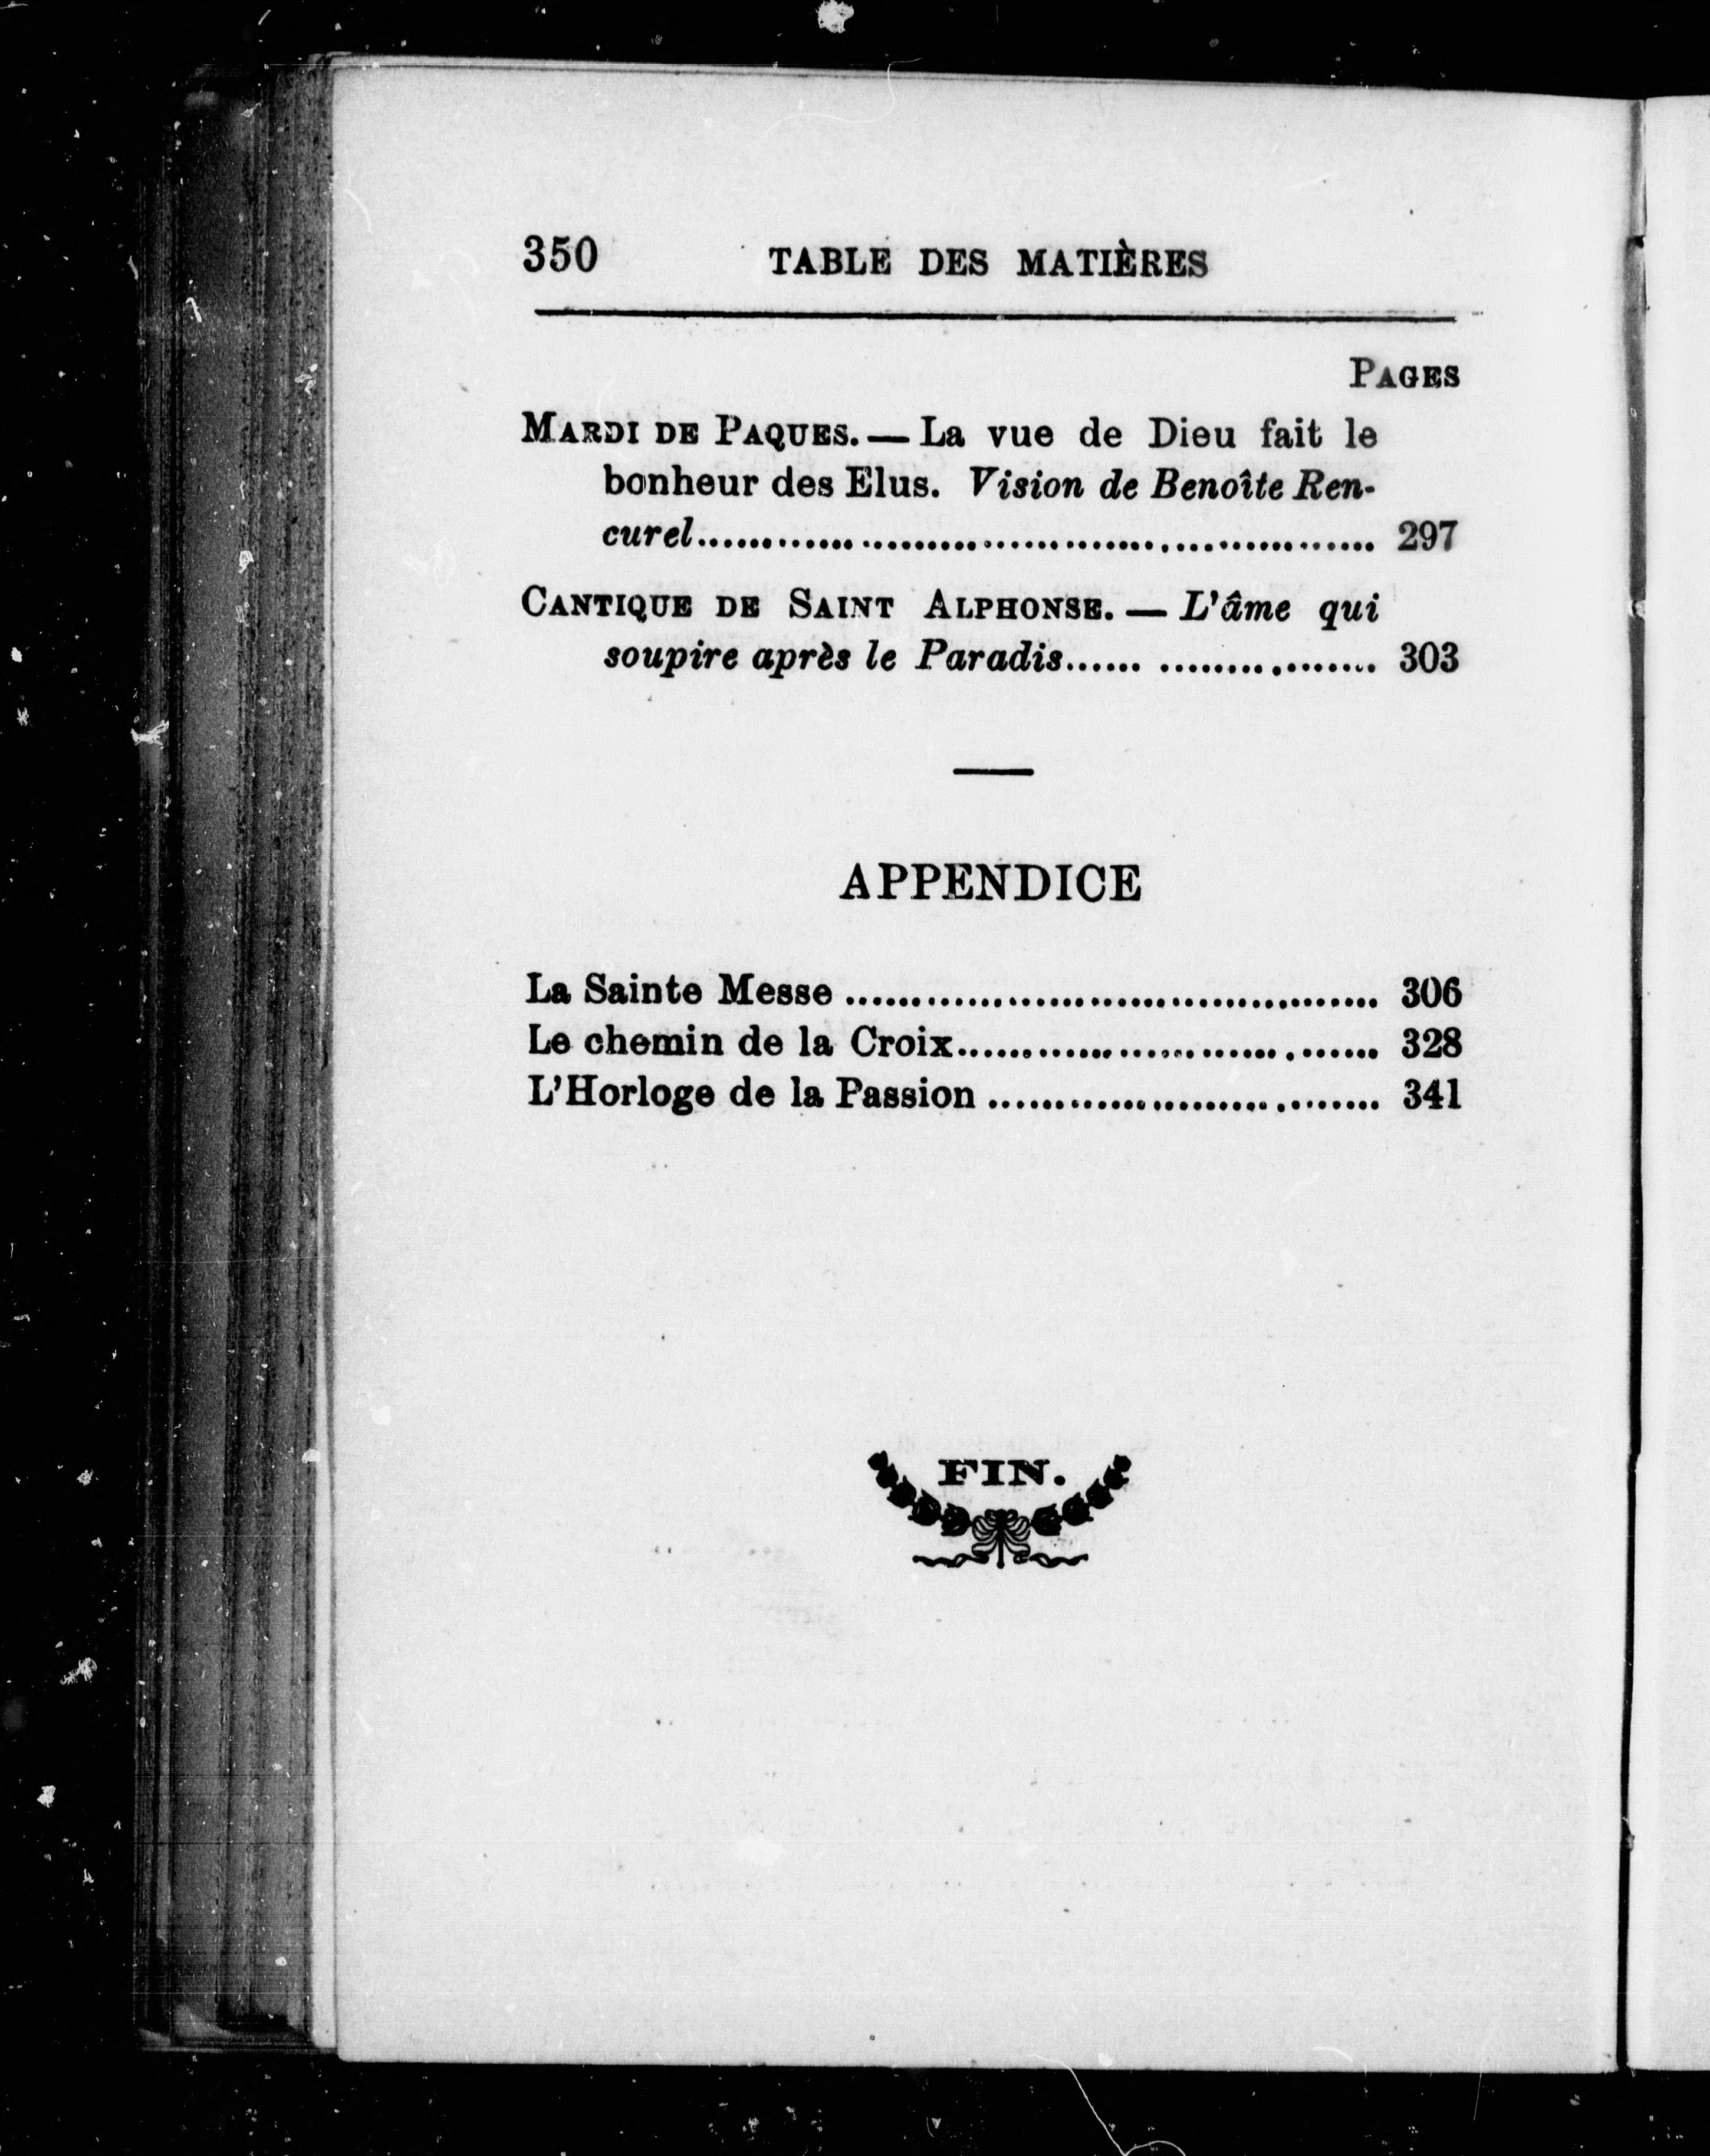 350 TABLE DES MATIÈRES
PAGES
MARDI DE PAQUES. — La vue de Dieu fait le
bonheur des Elus. Vision de Benoîte Ren-
curel.................................................. 297
CANTIQUE DE SAINT ALPHONSE. — L'âme qui
soupire après le Paradis...... ................ 303
APPENDICE
La Sainte Messe ....................................... 306
Le chemin de la Croix............................... 328
L'Horloge de la Passion ............................. 341
FIN.